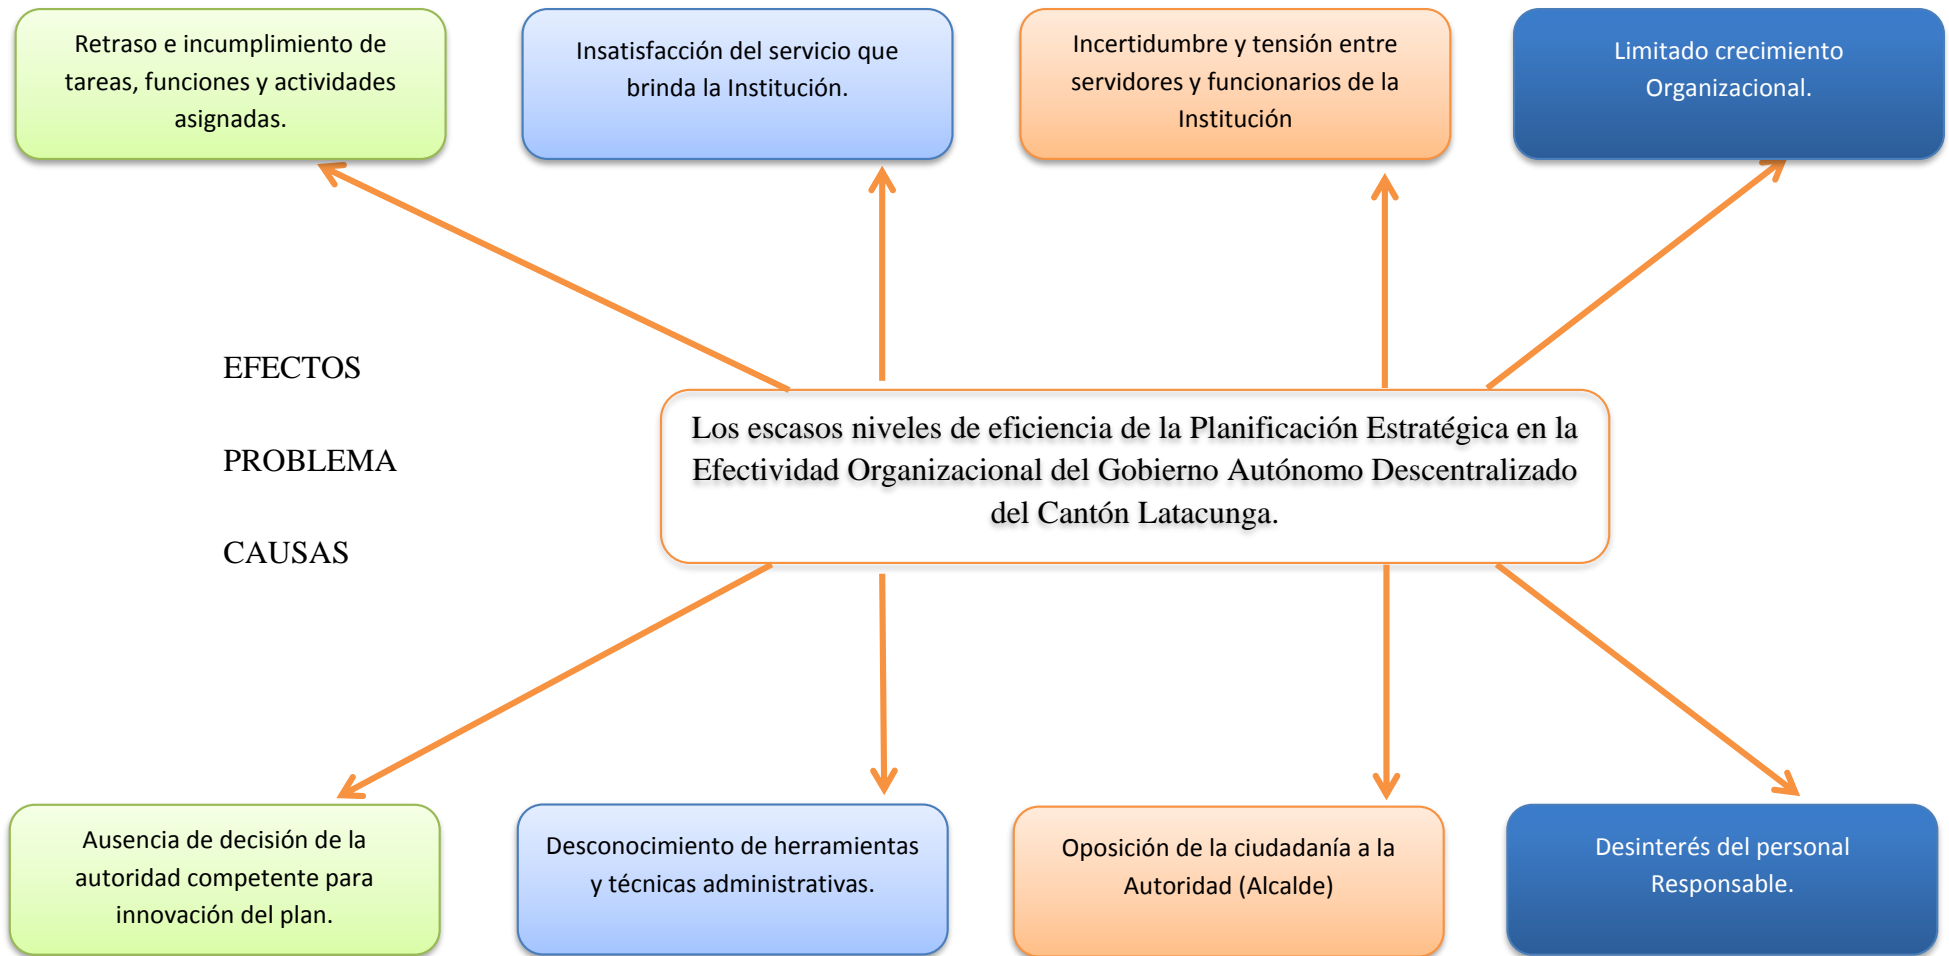 Retraso e incumplimiento de
tareas, funciones y actividades
asignadas.
Insatisfacción del servicio que
brinda la Institución.
Incertidumbre y tensión entre
servidores y funcionarios de la
Institución
Limitado crecimiento
Organizacional.
EFECTOS
PROBLEMA
CAUSAS
Los escasos niveles de eficiencia de la Planificación Estratégica en la
Efectividad Organizacional del Gobierno Autónomo Descentralizado
del Cantón Latacunga.
Ausencia de decisión de la
autoridad competente para
innovación del plan.
Desconocimiento de herramientas
y técnicas administrativas.
Oposición de la ciudadanía a la
Autoridad (Alcalde)
Desinterés del personal
Responsable.